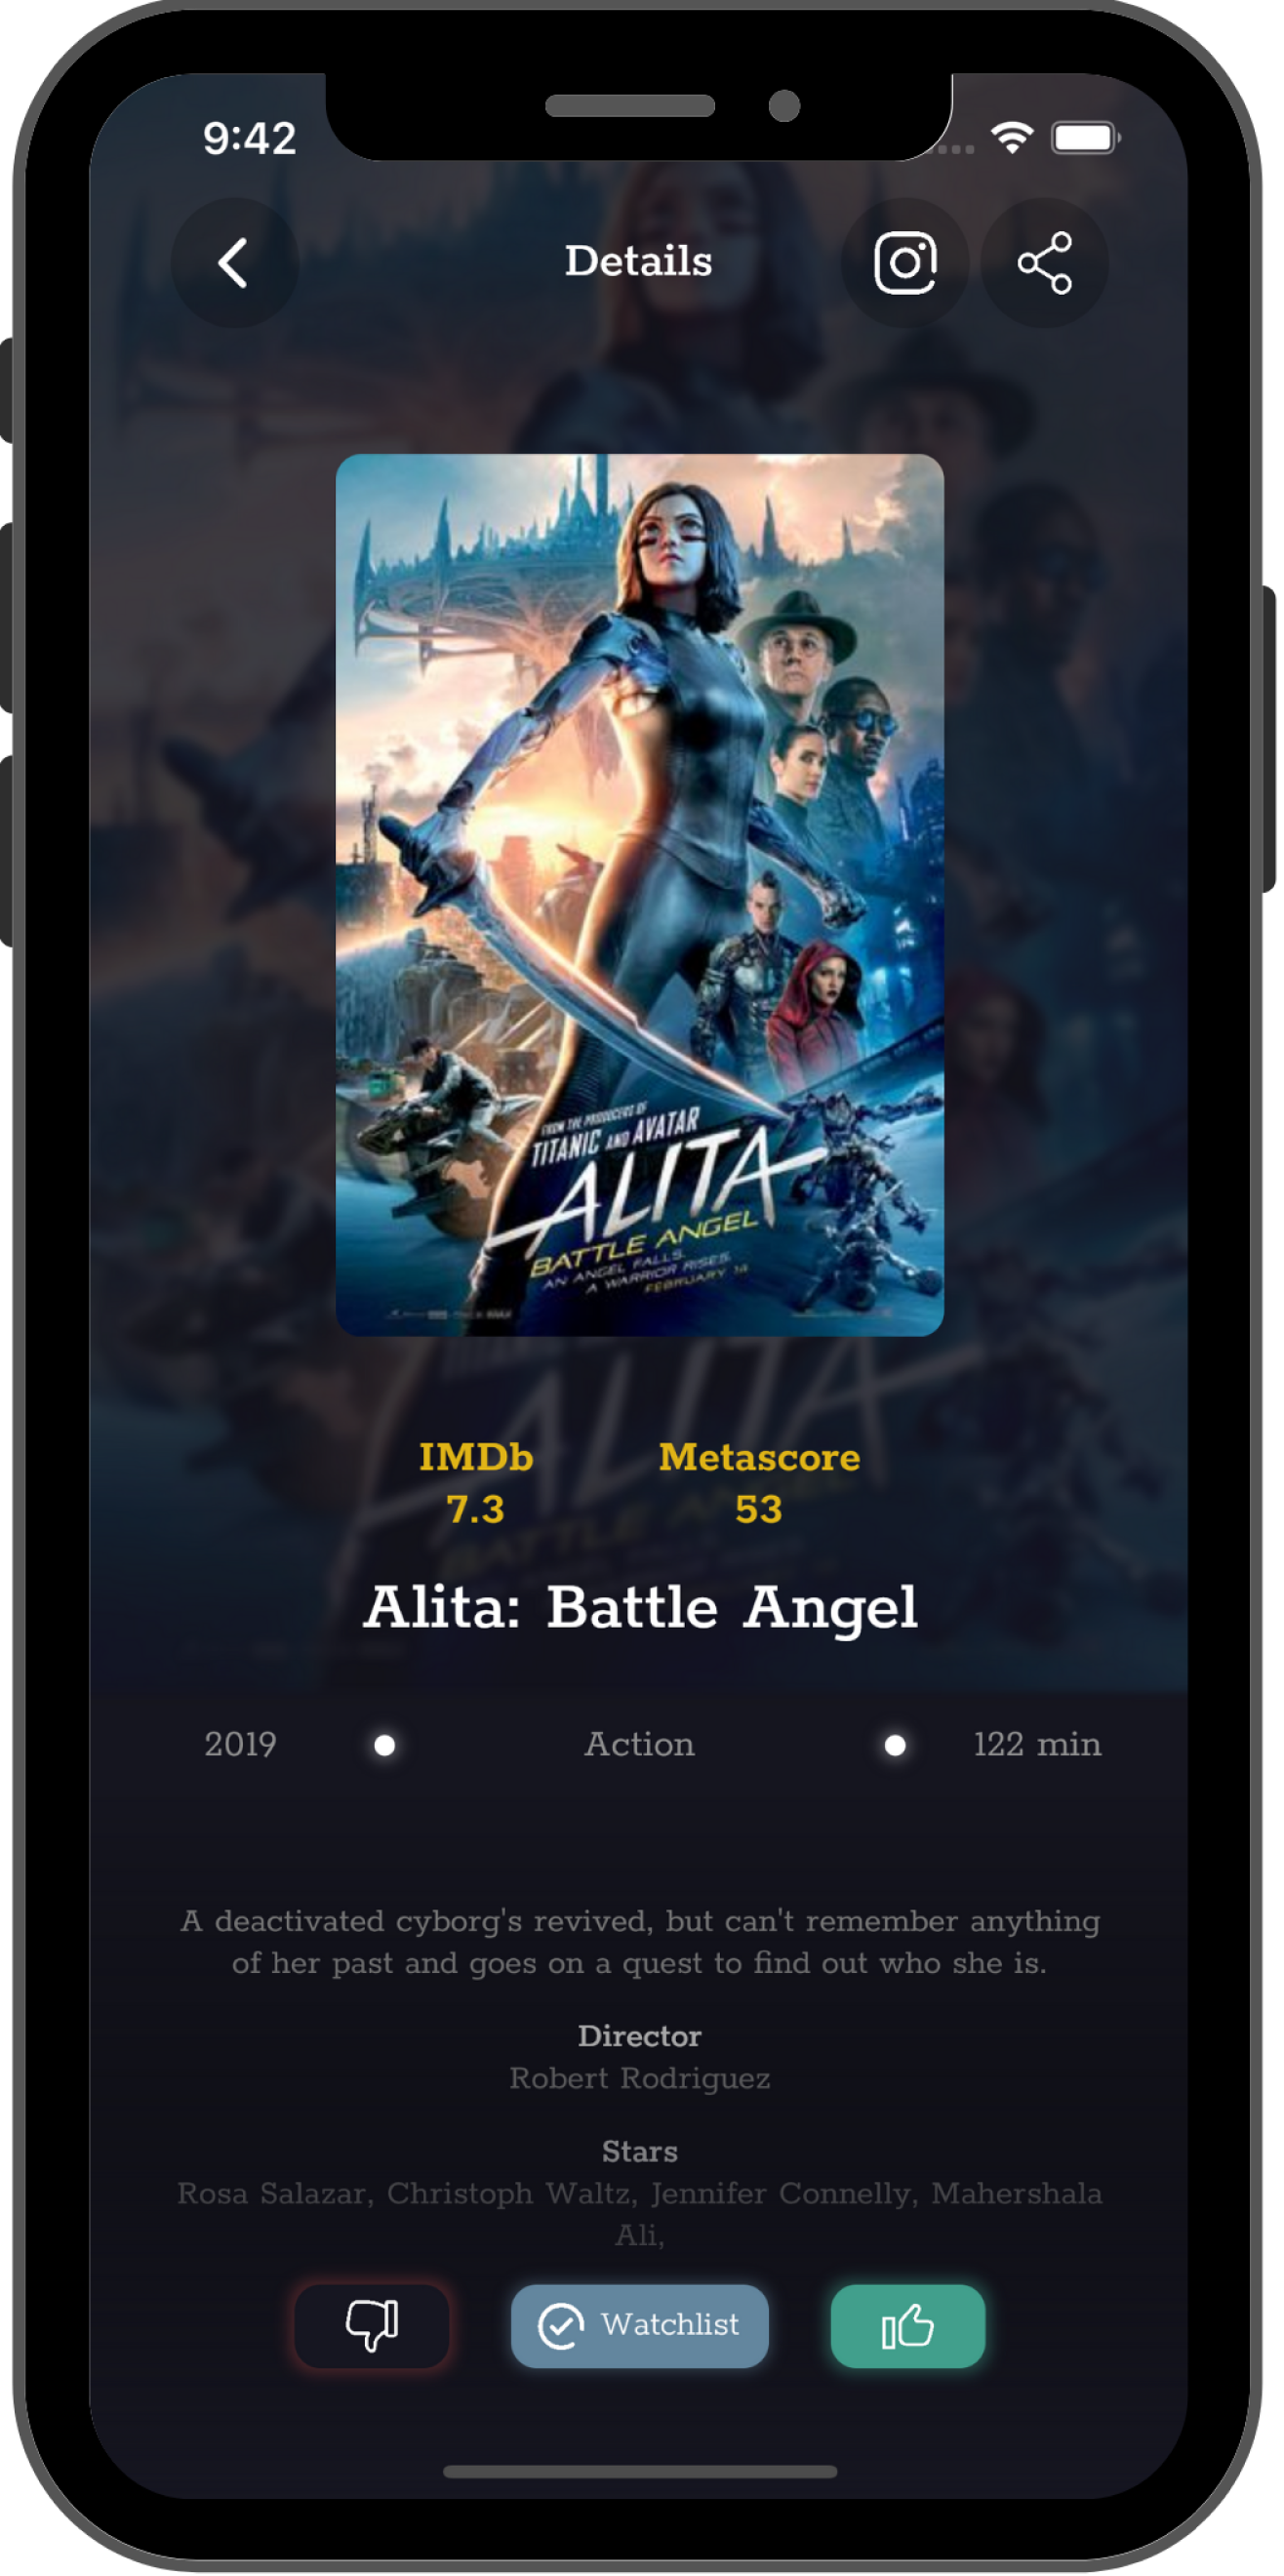 9:42
Details
FROM THE PRODUCERS OF
TITANIC AND AVATAR
ALITA
BATTLE ANGEL
AN ANGEL FALLS.
A WARRIOR RISES.
FEBRUARY 14
IMDb Metascore
7.3 53
Alita: Battle Angel
2019 Action 122 min
A deactivated cyborg's revived, but can't remember anything
of her past and goes on a quest to find out who she is.
Director
Robert Rodriguez
Stars
Rosa Salazar, Christoph Waltz, Jennifer Connelly, Mahershala
Ali,
Watchlist